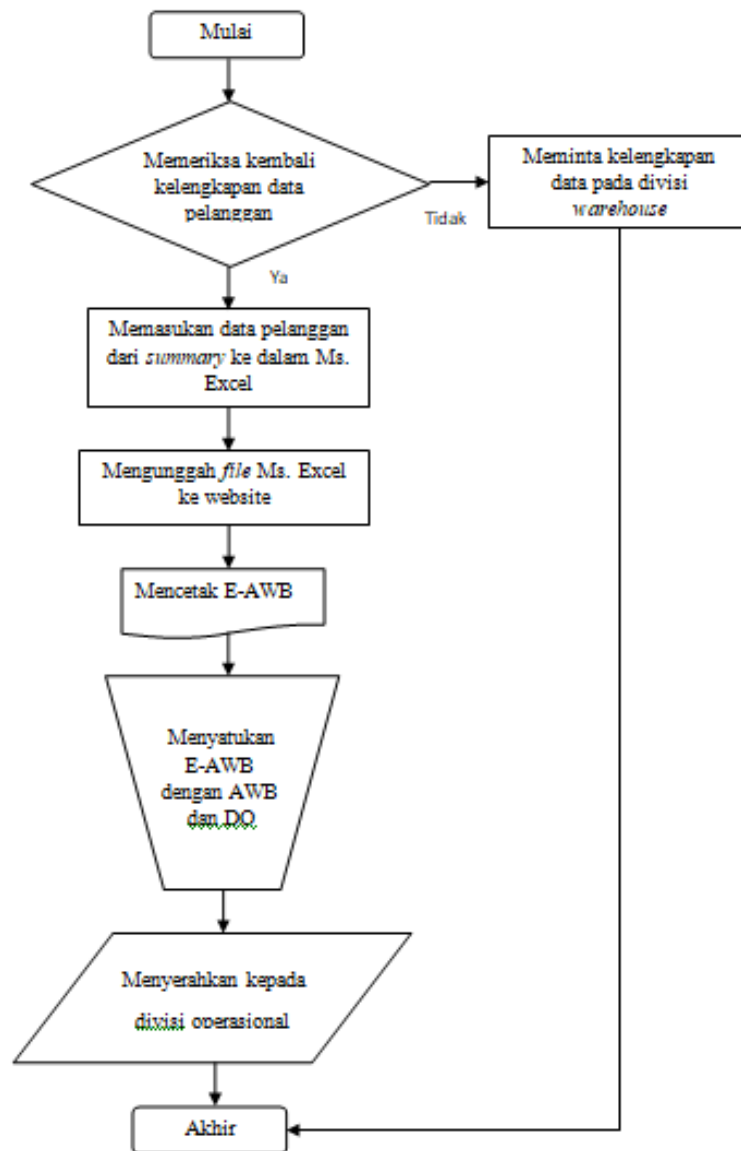 Mulai
Memeriksa kembali
kelengkapan data
pelanggan
Tidak
Meminta kelengkapan
data pada divisi
warehouse
Ya
Memasukan data pelanggan
dari summary ke dalam Ms.
Excel
Mengunggah file Ms. Excel
ke website
Mencetak E-AWB
Menyatukan
E-AWB
dengan AWB
dan DO
Menyerahkan kepada
divisi operasional
Akhir